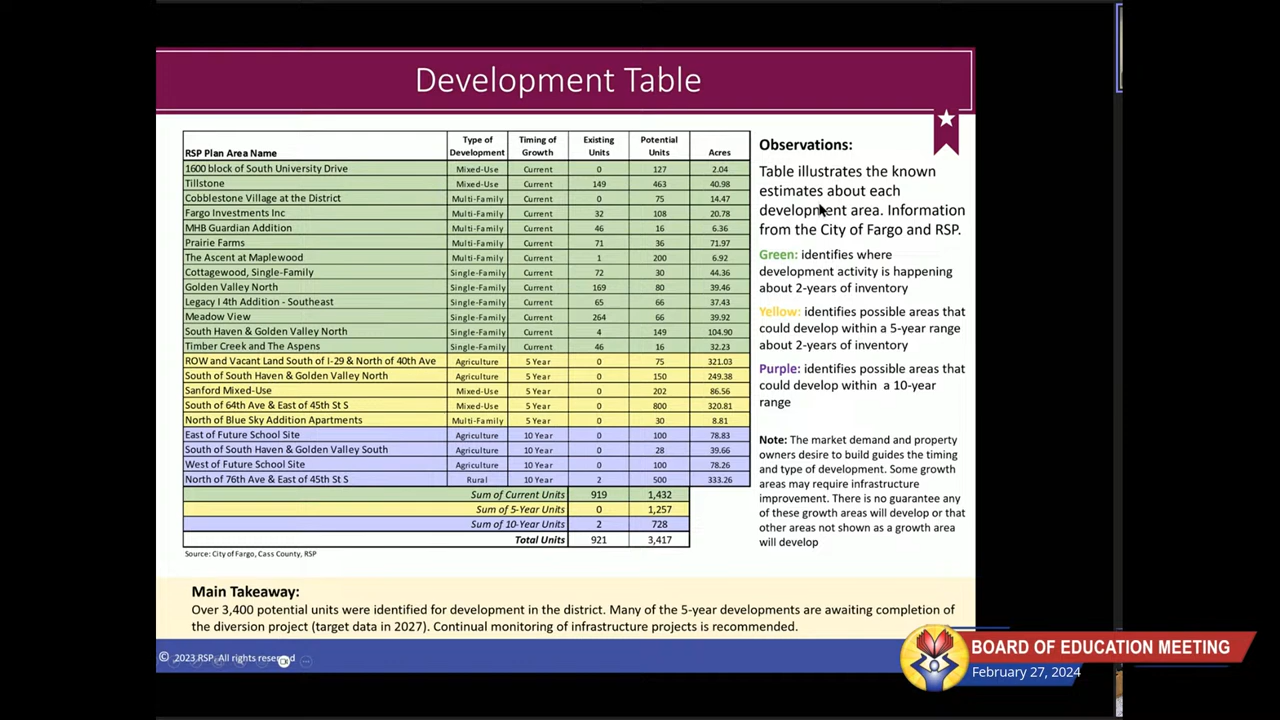 Development Table
RSP Plan Area Name Type of Development Timing of Growth Existing Units Potential Units Acres
1600 block of South University Drive Mixed-Use Current 0 127 2.04
Tillstone Mixed-Use Current 149 463 40.98
Cobblestone Village at the District Multi-Family Current 0 75 14.47
Fargo Investments Inc Multi-Family Current 32 108 20.78
MHB Guardian Addition Multi-Family Current 46 16 6.36
Prairie Farms Multi-Family Current 71 36 71.97
The Ascent at Maplewood Multi-Family Current 1 200 6.92
Cottagewood, Single-Family Single-Family Current 72 30 44.36
Golden Valley North Single-Family Current 169 80 39.46
Legacy I 4th Addition - Southeast Single-Family Current 65 66 37.43
Meadow View Single-Family Current 264 66 39.92
South Haven & Golden Valley North Single-Family Current 4 149 104.90
Timber Creek and The Aspens Single-Family Current 46 16 32.23
ROW and Vacant Land South of I-29 & North of 40th Ave Agriculture 5 Year 0 75 321.03
South of South Haven & Golden Valley North Agriculture 5 Year 0 150 249.38
Sanford Mixed-Use Mixed-Use 5 Year 0 202 86.56
South of 64th Ave & East of 45th St S Mixed-Use 5 Year 0 800 320.81
North of Blue Sky Addition Apartments Multi-Family 5 Year 0 30 8.81
East of Future School Site Agriculture 10 Year 0 100 78.83
South of South Haven & Golden Valley South Agriculture 10 Year 0 28 39.66
West of Future School Site Agriculture 10 Year 0 100 78.26
North of 76th Ave & East of 45th St S Rural 10 Year 2 500 333.26
Sum of Current Units 919 1,432
Sum of 5-Year Units 0 1,257
Sum of 10-Year Units 2 728
Total Units 921 3,417
Source: City of Fargo, Cass County, RSP
Observations:
Table illustrates the known
estimates about each
development area. Information
from the City of Fargo and RSP.
Green: identifies where
development activity is happening
about 2-years of inventory
Yellow: identifies possible areas that
could develop within a 5-year range
about 2-years of inventory
Purple: identifies possible areas that
could develop within a 10-year
range
Note: The market demand and property
owners desire to build guides the timing
and type of development. Some growth
areas may require infrastructure
improvement. There is no guarantee any
of these growth areas will develop or that
other areas not shown as a growth area
will develop
Main Takeaway:
Over 3,400 potential units were identified for development in the district. Many of the 5-year developments are awaiting completion of
the diversion project (target data in 2027). Continual monitoring of infrastructure projects is recommended.
© 2023 RSP. All rights reserved
BOARD OF EDUCATION MEETING
February 27, 2024